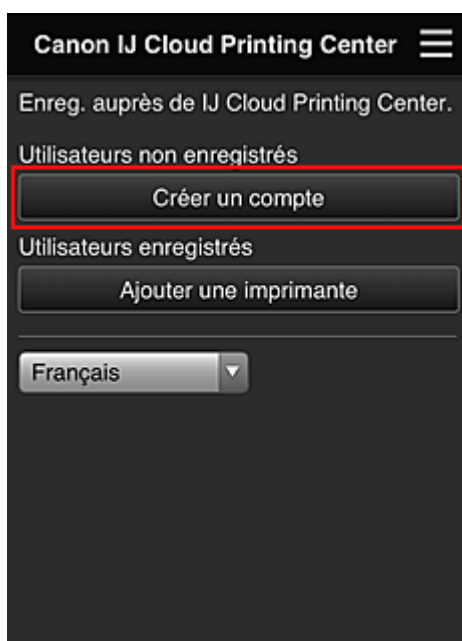 Canon IJ Cloud Printing Center
Enreg. auprès de IJ Cloud Printing Center.
Utilisateurs non enregistrés
Créer un compte
Utilisateurs enregistrés
Ajouter une imprimante
Français